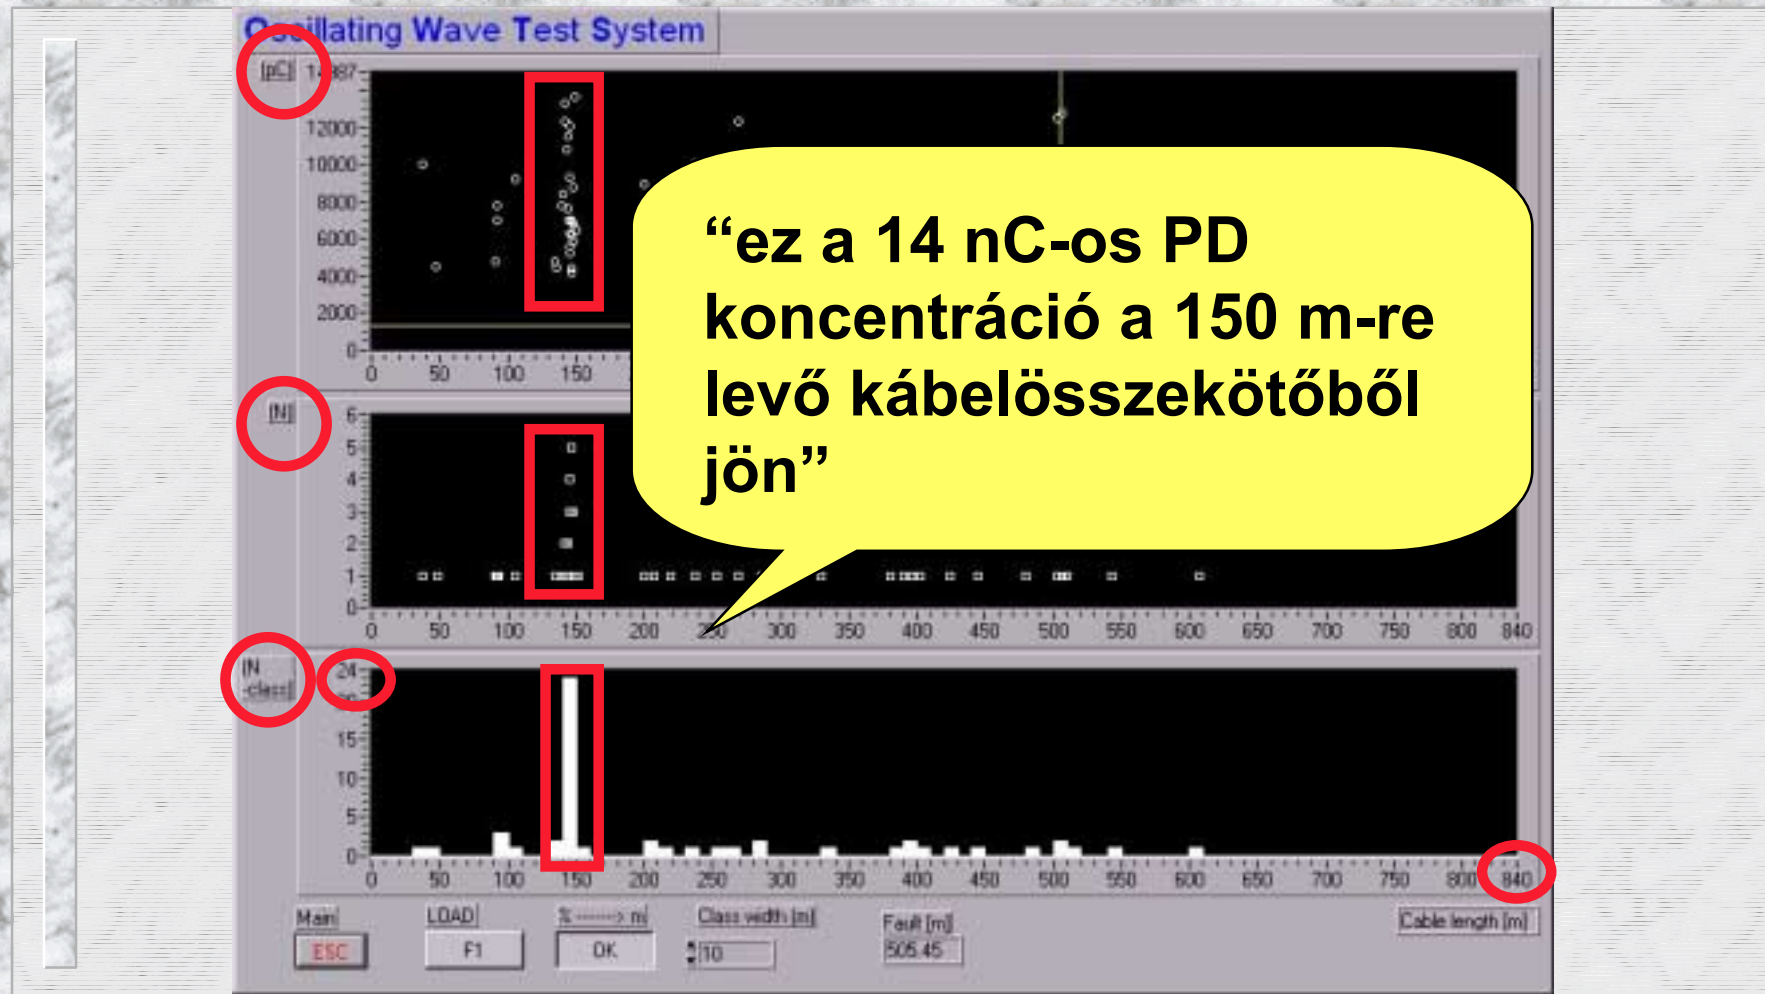 Oscillating Wave Test System
[pC]
14887
12000
10000
8000
6000
4000
2000
0
0 50 100 150
“ez a 14 nC-os PD
koncentráció a 150 m-re
levő kábelösszekötőből
jön”
[N]
6
5
4
3
2
1
0
0 50 100 150 200 250 300 350 400 450 500 550 600 650 700 750 800 840
[N
-class]
24
15
10
5
0
0 50 100 150 200 250 300 350 400 450 500 550 600 650 700 750 800 840
Main LOAD % ------> m Class width [m] Fault [m] Cable length [m]
ESC F1 OK 10 505.45